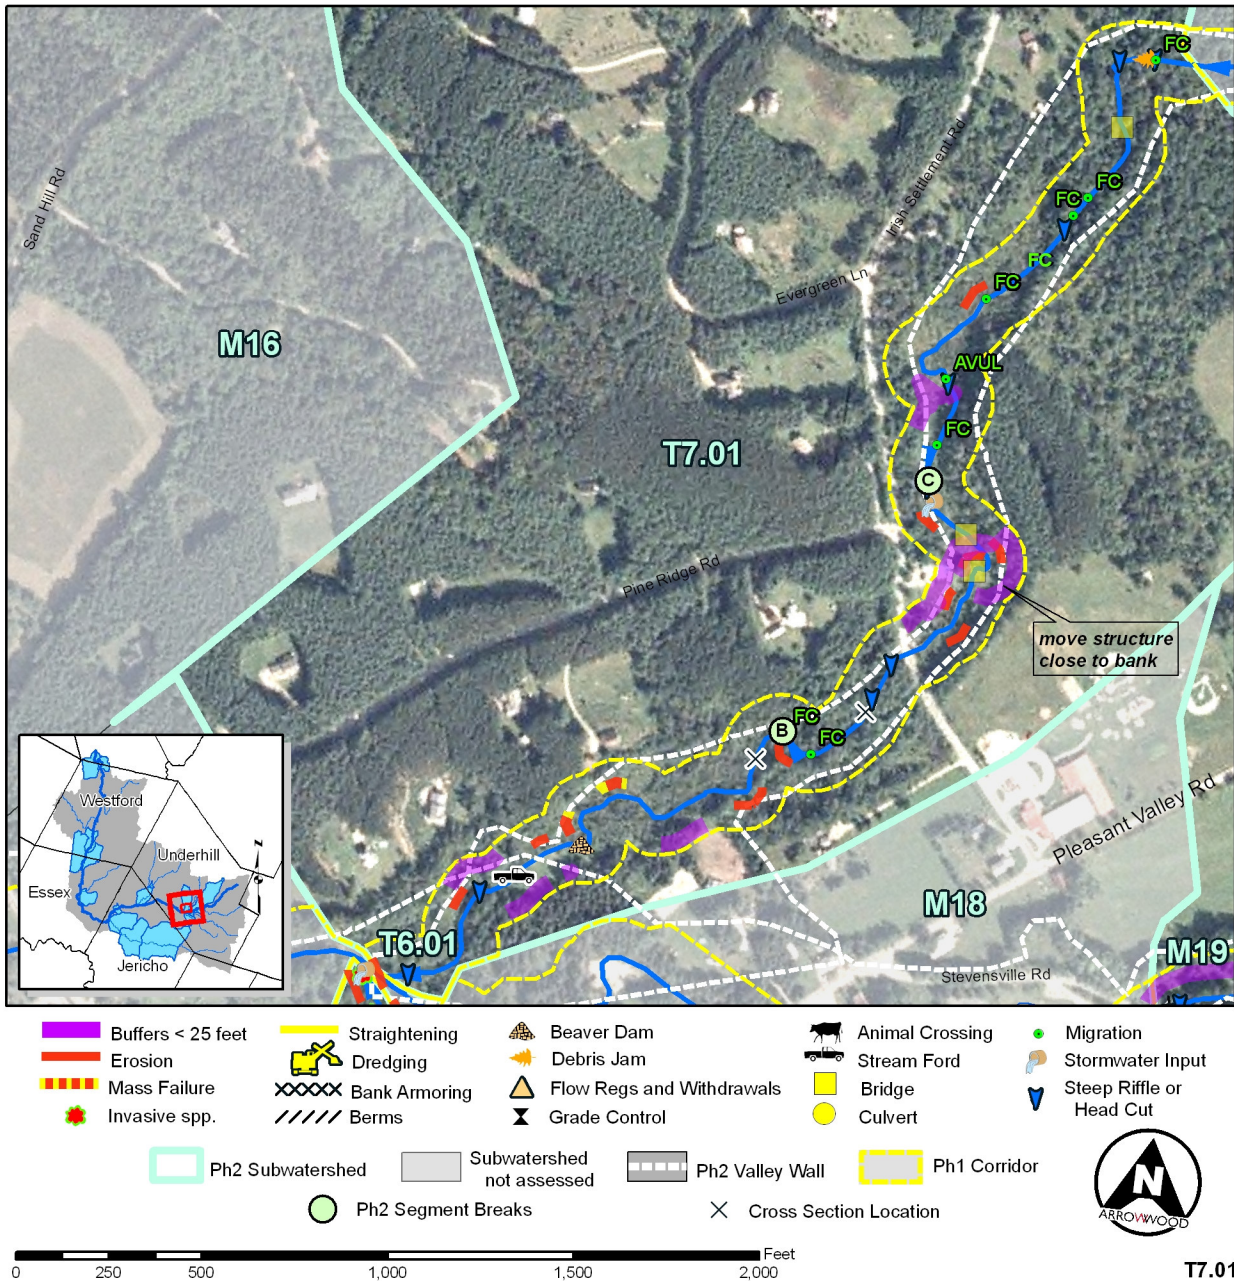 FC
Sand Hill Rd
Irish Settlement Rd
FC
FC
FC
Evergreen Ln
FC
M16
AVUL
FC
T7.01
C
Pine Ridge Rd
move structure
close to bank
FC
B
FC
Pleasant Valley Rd
Westford
Underhill
Essex
Jericho
Z
M18
T6.01
M19
Stevensville Rd
Buffers < 25 feet
Erosion
Mass Failure
Invasive spp.
Straightening
Dredging
Bank Armoring
Berms
Beaver Dam
Debris Jam
Flow Regs and Withdrawals
Grade Control
Animal Crossing
Stream Ford
Bridge
Culvert
Migration
Stormwater Input
Steep Riffle or
Head Cut
Ph2 Subwatershed
Subwatershed
not assessed
Ph2 Valley Wall
Ph1 Corridor
Ph2 Segment Breaks
Cross Section Location
N
ARROWWOOD
Feet
0 250 500 1,000 1,500 2,000
T7.01